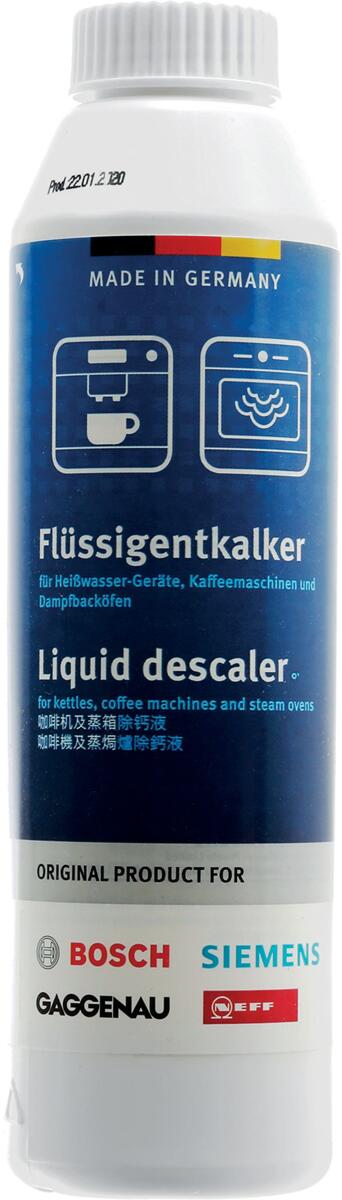 Prod. 22.01.2020
MADE IN GERMANY
Flüssigentkalker
für Heißwasser-Geräte, Kaffeemaschinen und
Dampfbacköfen
Liquid descaler
for kettles, coffee machines and steam ovens
咖啡机及蒸箱除钙液
咖啡機及蒸焗爐除鈣液
ORIGINAL PRODUCT FOR
BOSCH SIEMENS
GAGGENAU NEFF